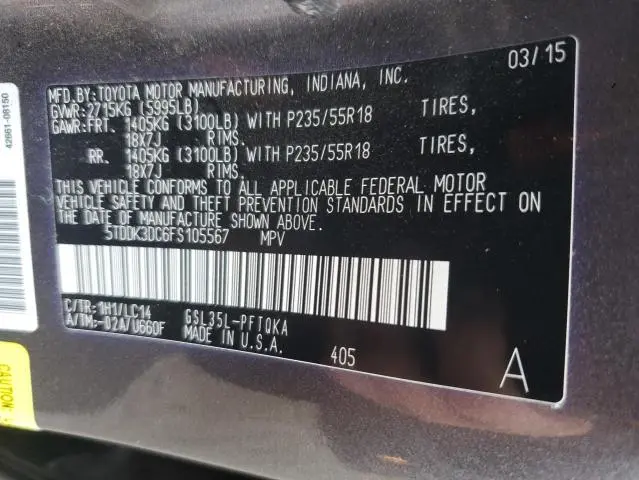 03/15
MFD.BY:TOYOTA MOTOR MANUFACTURING, INDIANA, INC.
GVWR:2715KG (5995LB)
GAWR:FRT. 1405KG (3100LB) WITH P235/55R18 TIRES,
18X7J RIMS.
RR. 1405KG (3100LB) WITH P235/55R18 TIRES,
18X7J RIMS.
THIS VEHICLE CONFORMS TO ALL APPLICABLE FEDERAL MOTOR
VEHICLE SAFETY AND THEFT PREVENTION STANDARDS IN EFFECT ON
THE DATE OF MANUFACTURE SHOWN ABOVE.
5TDDK3DC6FS105567 MPV
C/TR:1H1/LC14 GSL35L-PFTQKA
A/TM:-02A/U660F MADE IN U.S.A.
405
A
42661-08150
CAUTION: